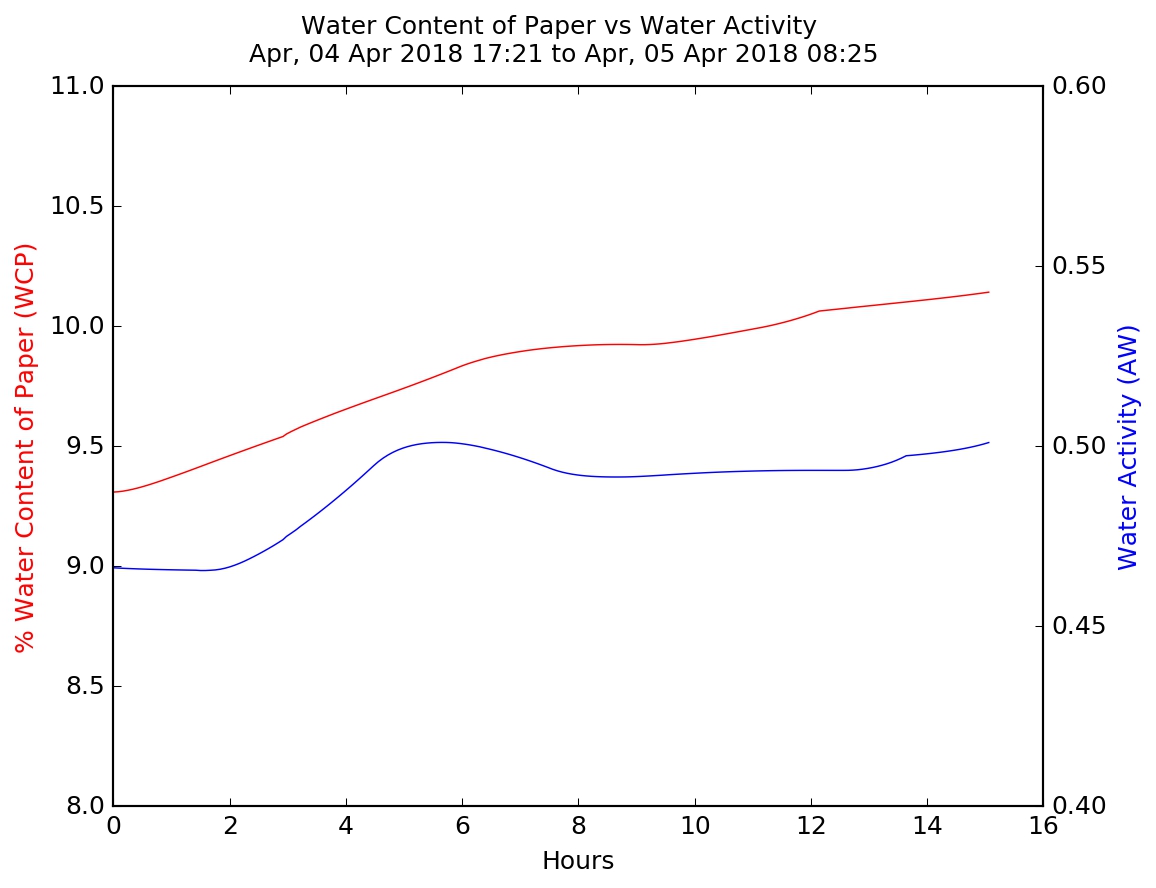 Water Content of Paper vs Water Activity
Apr, 04 Apr 2018 17:21 to Apr, 05 Apr 2018 08:25
% Water Content of Paper (WCP)
11.0
10.5
10.0
9.5
9.0
8.5
8.0
0.60
0.55
0.50
0.45
0.40
Water Activity (AW)
0 2 4 6 8 10 12 14 16
Hours